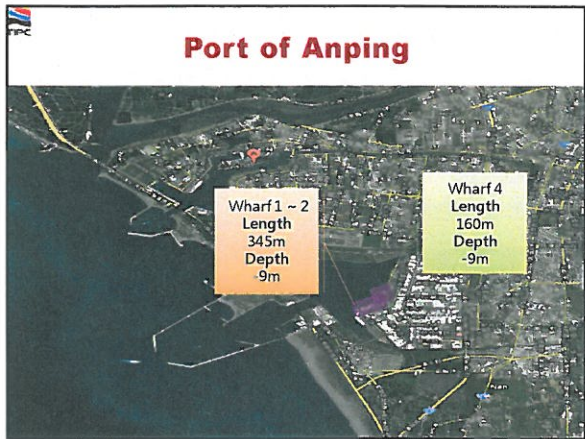 TIPC
Port of Anping
Wharf 1 ~ 2
Length
345m
Depth
-9m
Wharf 4
Length
160m
Depth
-9m